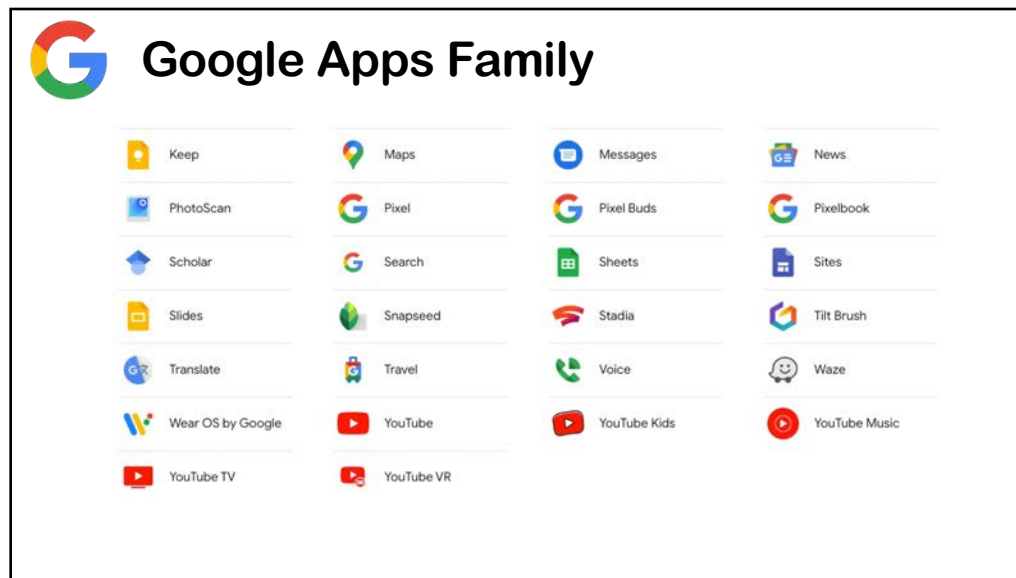 Google Apps Family
Keep Maps Messages News
PhotoScan Pixel Pixel Buds Pixelbook
Scholar Search Sheets Sites
Slides Snapseed Stadia Tilt Brush
Translate Travel Voice Waze
Wear OS by Google YouTube YouTube Kids YouTube Music
YouTube TV YouTube VR